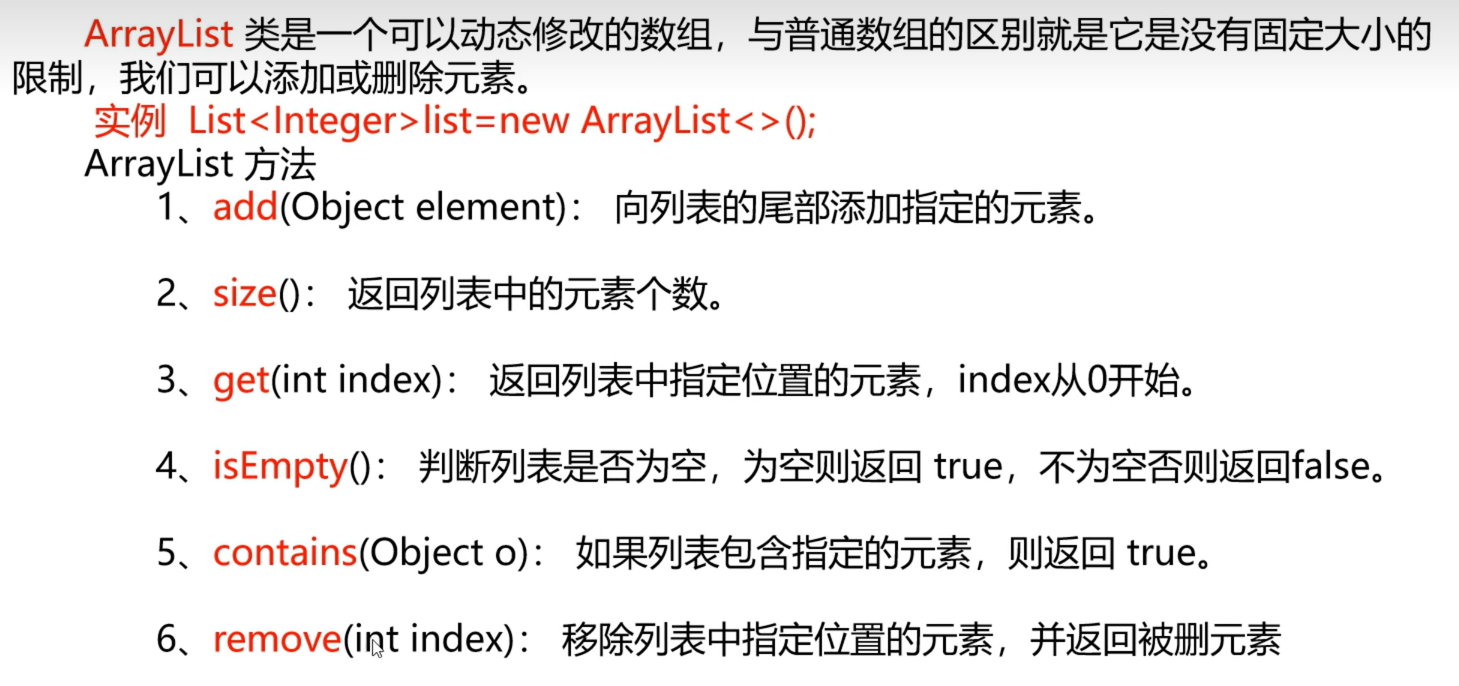 ArrayList 类是一个可以动态修改的数组，与普通数组的区别就是它是没有固定大小的
限制，我们可以添加或删除元素。
实例 List<Integer>list=new ArrayList<>();
ArrayList 方法
1、add(Object element)： 向列表的尾部添加指定的元素。
2、size()： 返回列表中的元素个数。
3、get(int index)： 返回列表中指定位置的元素，index从0开始。
4、isEmpty()： 判断列表是否为空，为空则返回 true，不为空否则返回false。
5、contains(Object o)： 如果列表包含指定的元素，则返回 true。
6、remove(int index)： 移除列表中指定位置的元素，并返回被删元素